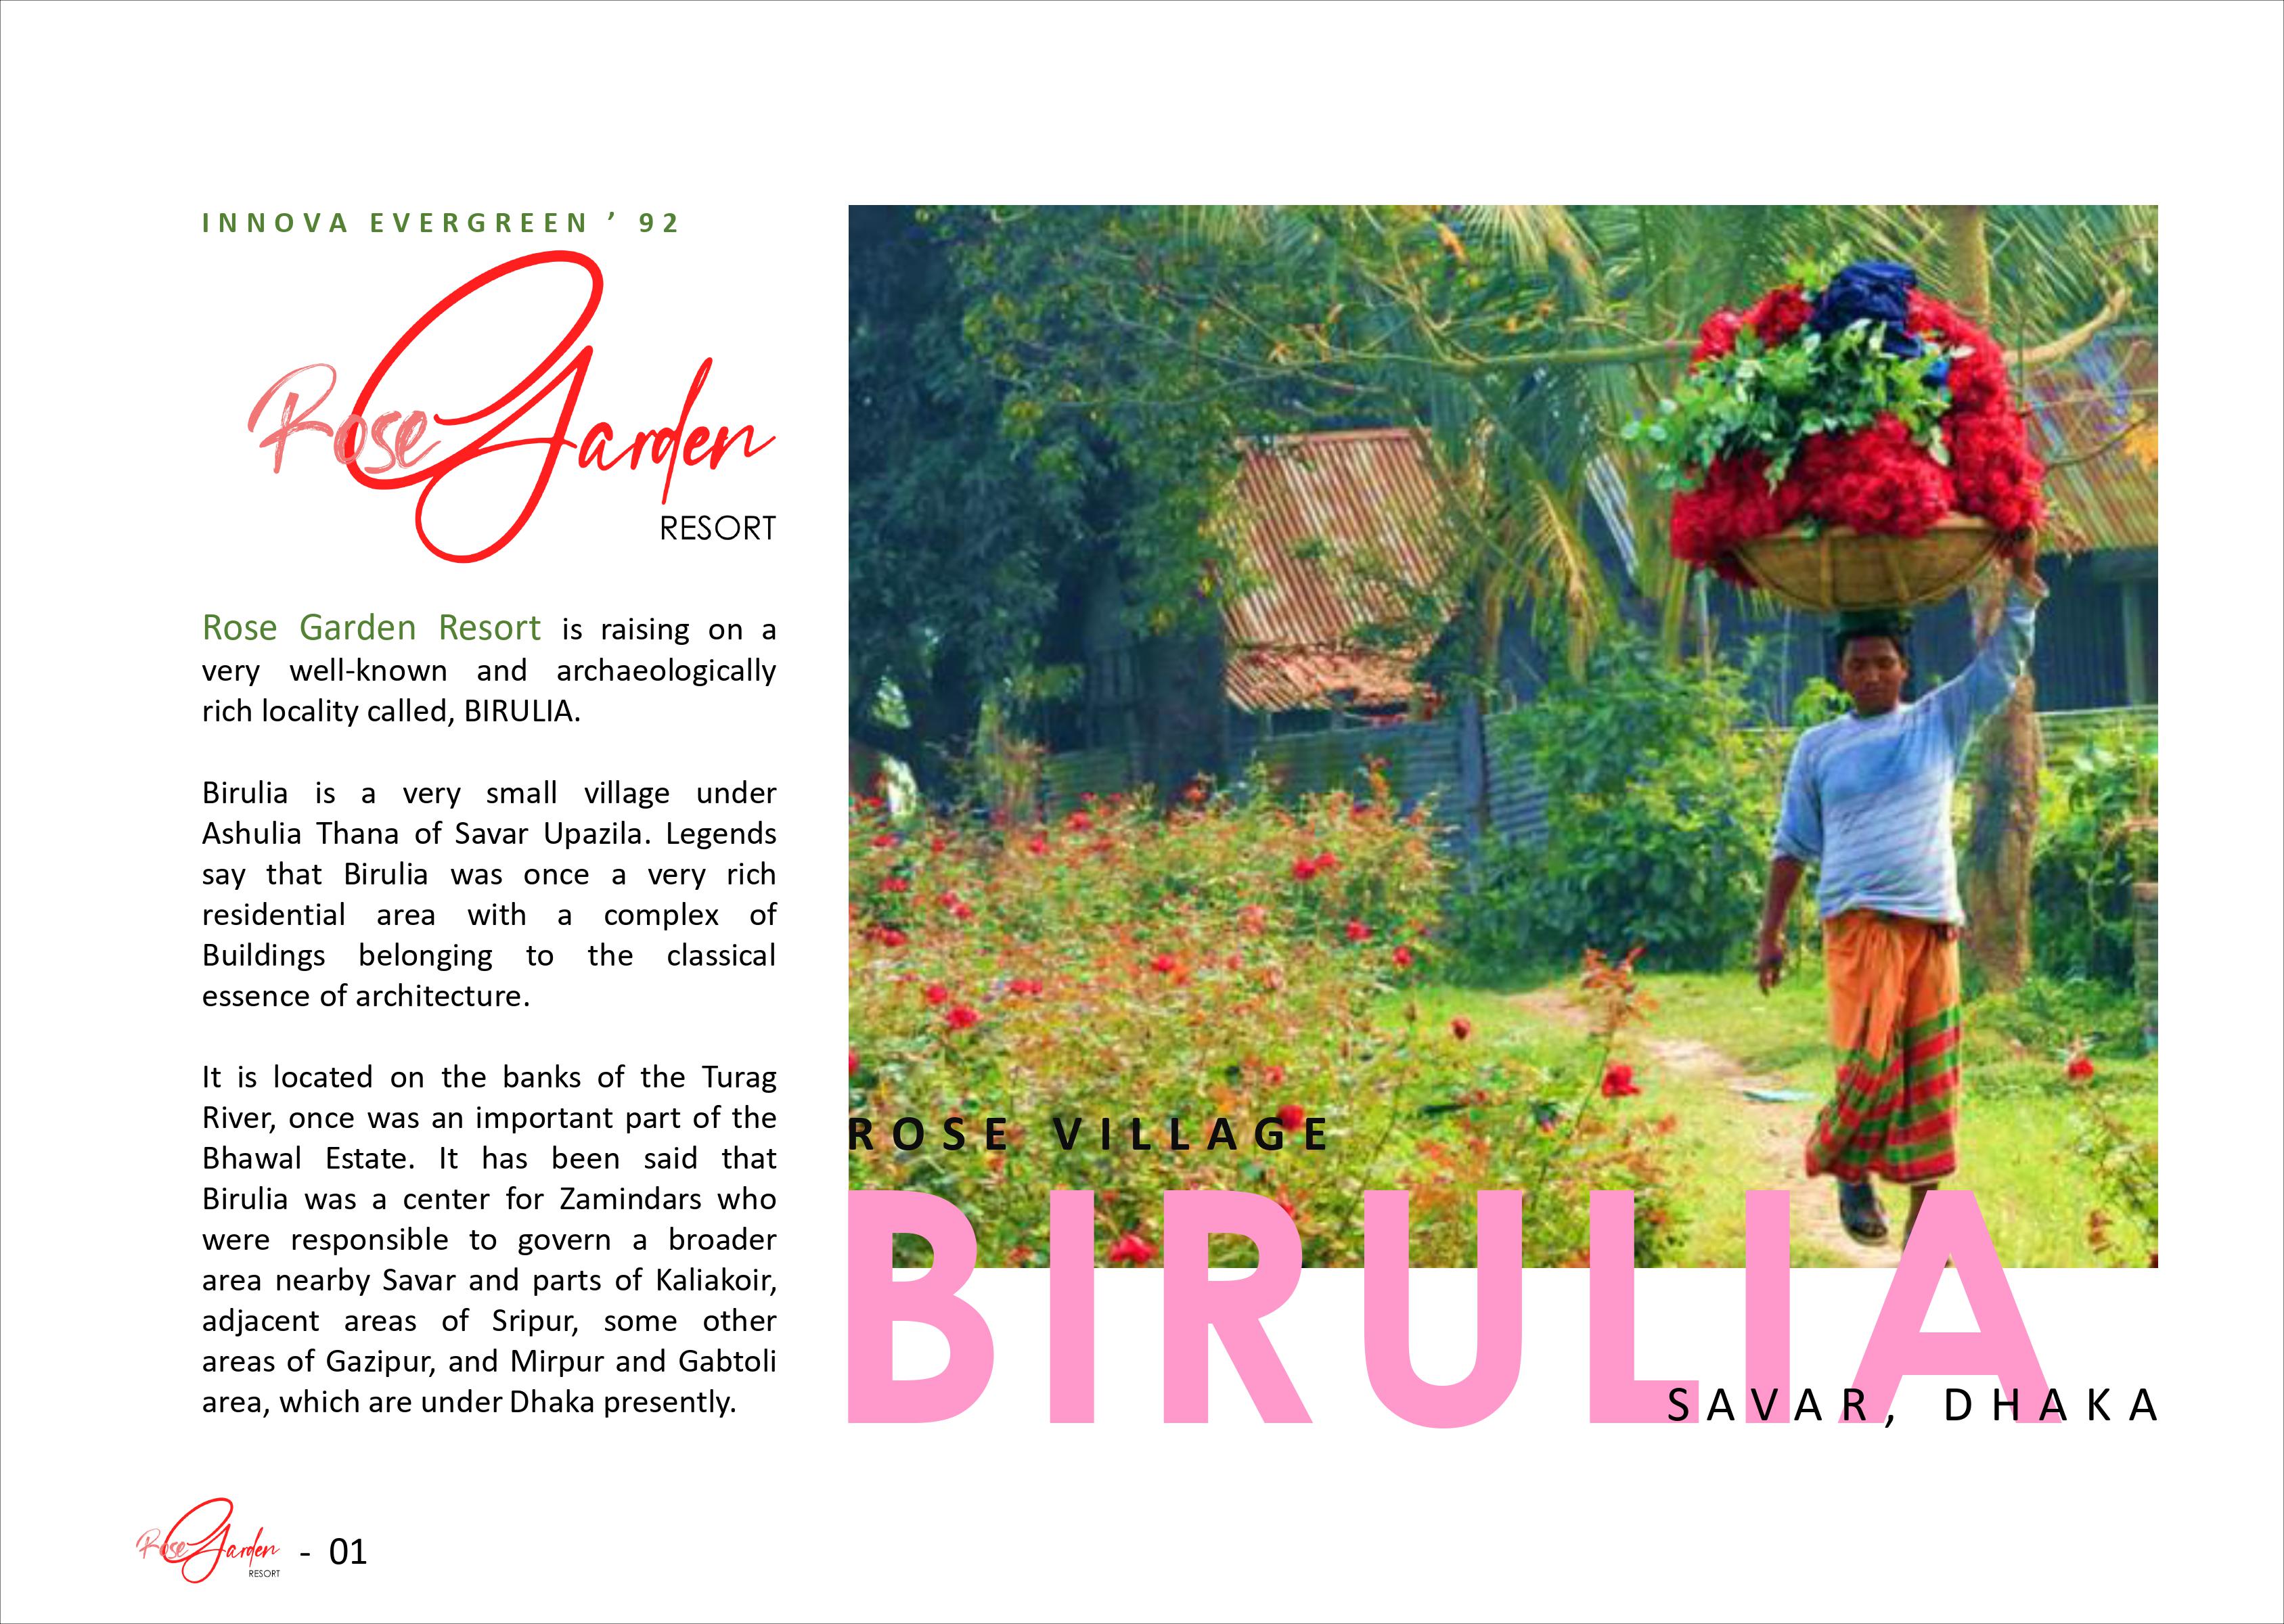 INNOVA EVERGREEN ’ 92
Rose Garden
RESORT
Rose Garden Resort is raising on a
very well-known and archaeologically
rich locality called, BIRULIA.
Birulia is a very small village under
Ashulia Thana of Savar Upazila. Legends
say that Birulia was once a very rich
residential area with a complex of
Buildings belonging to the classical
essence of architecture.
It is located on the banks of the Turag
River, once was an important part of the
Bhawal Estate. It has been said that
Birulia was a center for Zamindars who
were responsible to govern a broader
area nearby Savar and parts of Kaliakoir,
adjacent areas of Sripur, some other
areas of Gazipur, and Mirpur and Gabtoli
area, which are under Dhaka presently.
ROSE VILLAGE
BIRULIA
SAVAR, DHAKA
Rose Garden
RESORT
- 01